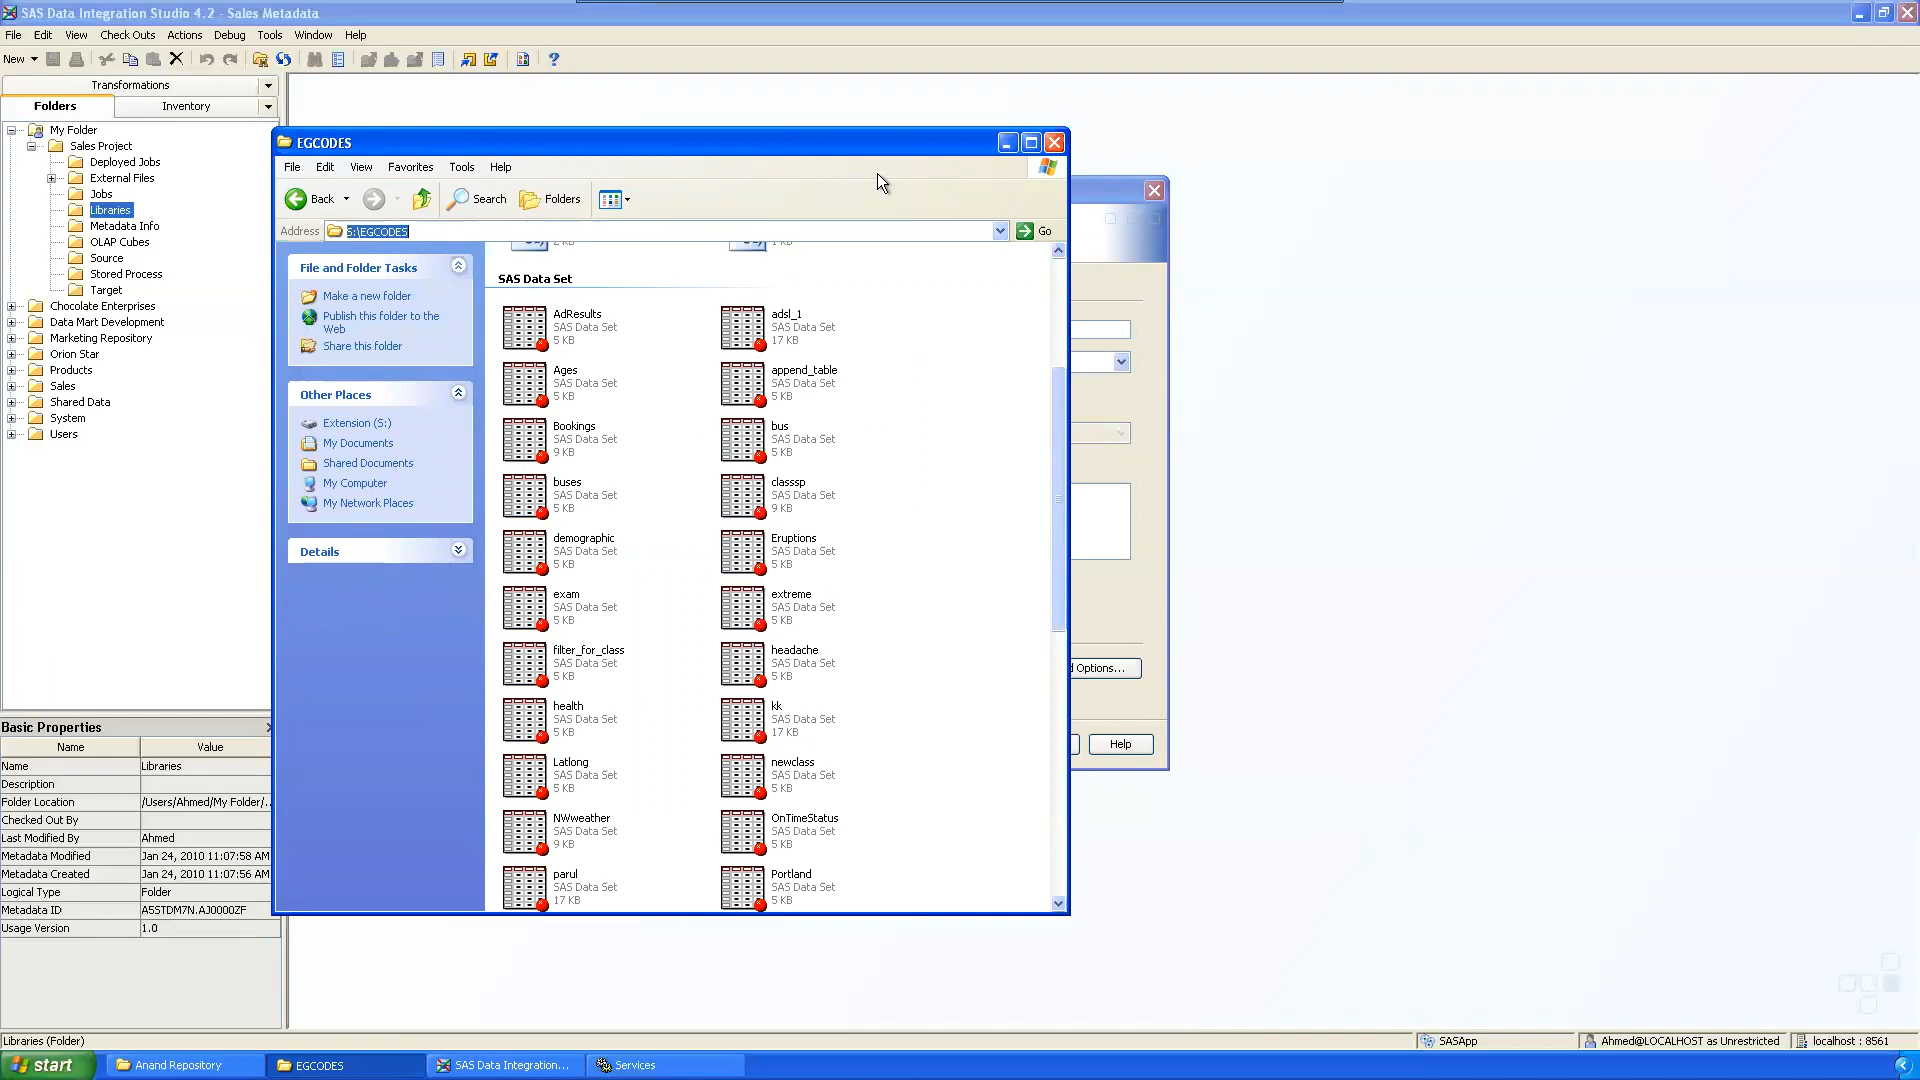 SAS Data Integration Studio 4.2 - Sales Metadata
File Edit View Check Outs Actions Debug Tools Window Help
New
Transformations
Folders Inventory
My Folder
Sales Project
Deployed Jobs
External Files
Jobs
Libraries
Metadata Info
OLAP Cubes
Source
Stored Process
Target
Chocolate Enterprises
Data Mart Development
Marketing Repository
Orion Star
Products
Sales
Shared Data
System
Users
Basic Properties
Name Value
Name Libraries
Description
Folder Location /Users/Ahmed/My Folder/...
Checked Out By
Last Modified By Ahmed
Metadata Modified Jan 24, 2010 11:07:58 AM
Metadata Created Jan 24, 2010 11:07:56 AM
Logical Type Folder
Metadata ID A5STDM7N.AJ0000ZF
Usage Version 1.0
EGCODES
File Edit View Favorites Tools Help
Back Search Folders
Address S:\EGCODES Go
File and Folder Tasks
Make a new folder
Publish this folder to the
Web
Share this folder
Other Places
Extension (S:)
My Documents
Shared Documents
My Computer
My Network Places
Details
2 KB 1 KB
SAS Data Set
AdResults
SAS Data Set
5 KB
adsl_1
SAS Data Set
17 KB
Ages
SAS Data Set
5 KB
append_table
SAS Data Set
5 KB
Bookings
SAS Data Set
9 KB
bus
SAS Data Set
5 KB
buses
SAS Data Set
5 KB
classsp
SAS Data Set
9 KB
demographic
SAS Data Set
5 KB
Eruptions
SAS Data Set
5 KB
exam
SAS Data Set
5 KB
extreme
SAS Data Set
5 KB
filter_for_class
SAS Data Set
5 KB
headache
SAS Data Set
5 KB
health
SAS Data Set
5 KB
kk
SAS Data Set
17 KB
Latlong
SAS Data Set
5 KB
newclass
SAS Data Set
5 KB
NWweather
SAS Data Set
9 KB
OnTimeStatus
SAS Data Set
5 KB
parul
SAS Data Set
17 KB
Portland
SAS Data Set
5 KB
d Options...
Help
Libraries (Folder)
SASApp
Ahmed@LOCALHOST as Unrestricted
localhost : 8561
start
Anand Repository
EGCODES
SAS Data Integration...
Services